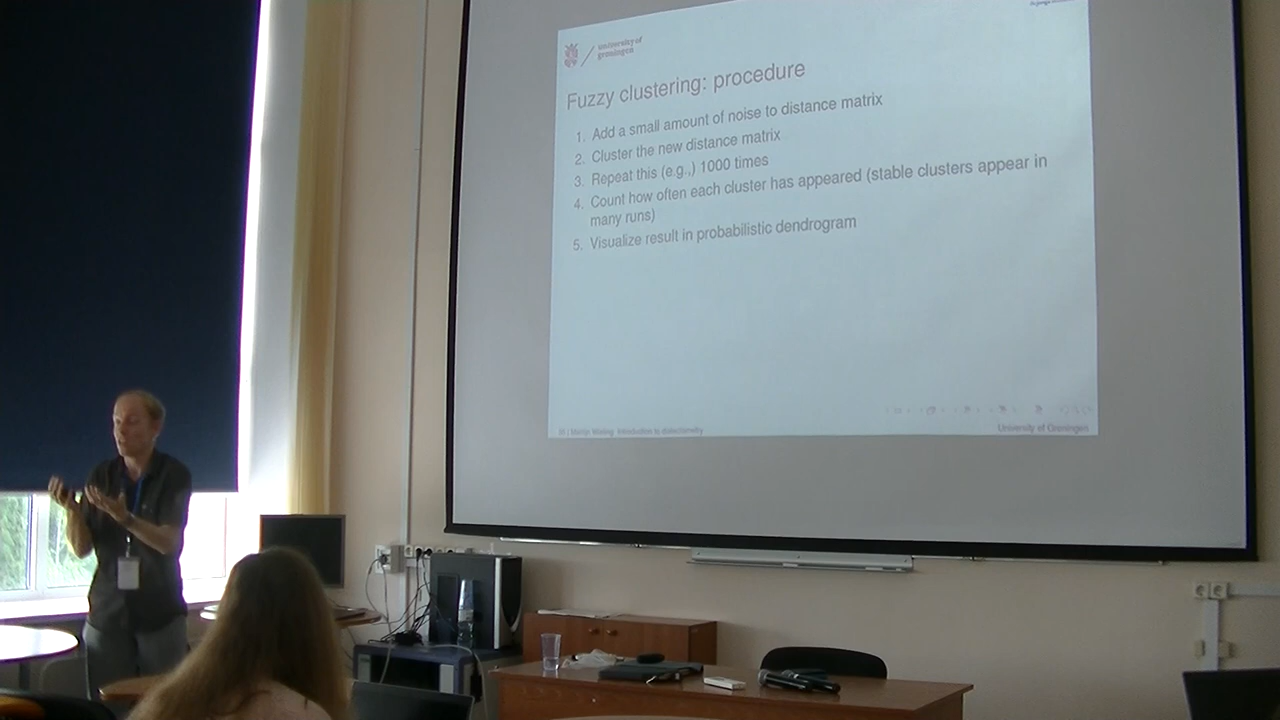 university of
groningen
Fuzzy clustering: procedure
1. Add a small amount of noise to distance matrix
2. Cluster the new distance matrix
3. Repeat this (e.g.,) 1000 times
4. Count how often each cluster has appeared (stable clusters appear in
many runs)
5. Visualize result in probabilistic dendrogram
| Martijn Wieling Introduction to dialectometry
University of Groningen